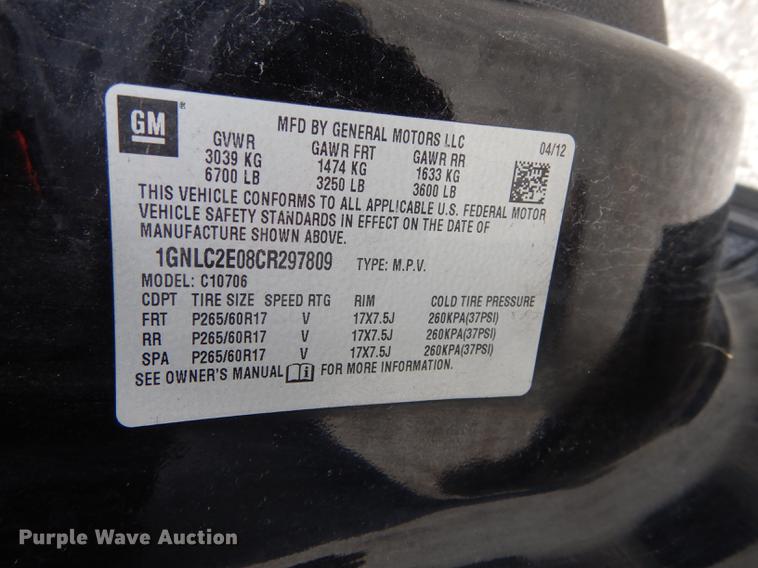 GM ®
MFD BY GENERAL MOTORS LLC 04/12
GVWR GAWR FRT GAWR RR
3039 KG 1474 KG 1633 KG
6700 LB 3250 LB 3600 LB
THIS VEHICLE CONFORMS TO ALL APPLICABLE U.S. FEDERAL MOTOR
VEHICLE SAFETY STANDARDS IN EFFECT ON THE DATE OF
MANUFACTURE SHOWN ABOVE.
1GNLC2E08CR297809 TYPE: M.P.V.
MODEL: C10706
CDPT TIRE SIZE SPEED RTG RIM COLD TIRE PRESSURE
FRT P265/60R17 V 17X7.5J 260KPA(37PSI)
RR P265/60R17 V 17X7.5J 260KPA(37PSI)
SPA P265/60R17 V 17X7.5J 260KPA(37PSI)
SEE OWNER'S MANUAL FOR MORE INFORMATION.
Purple Wave Auction